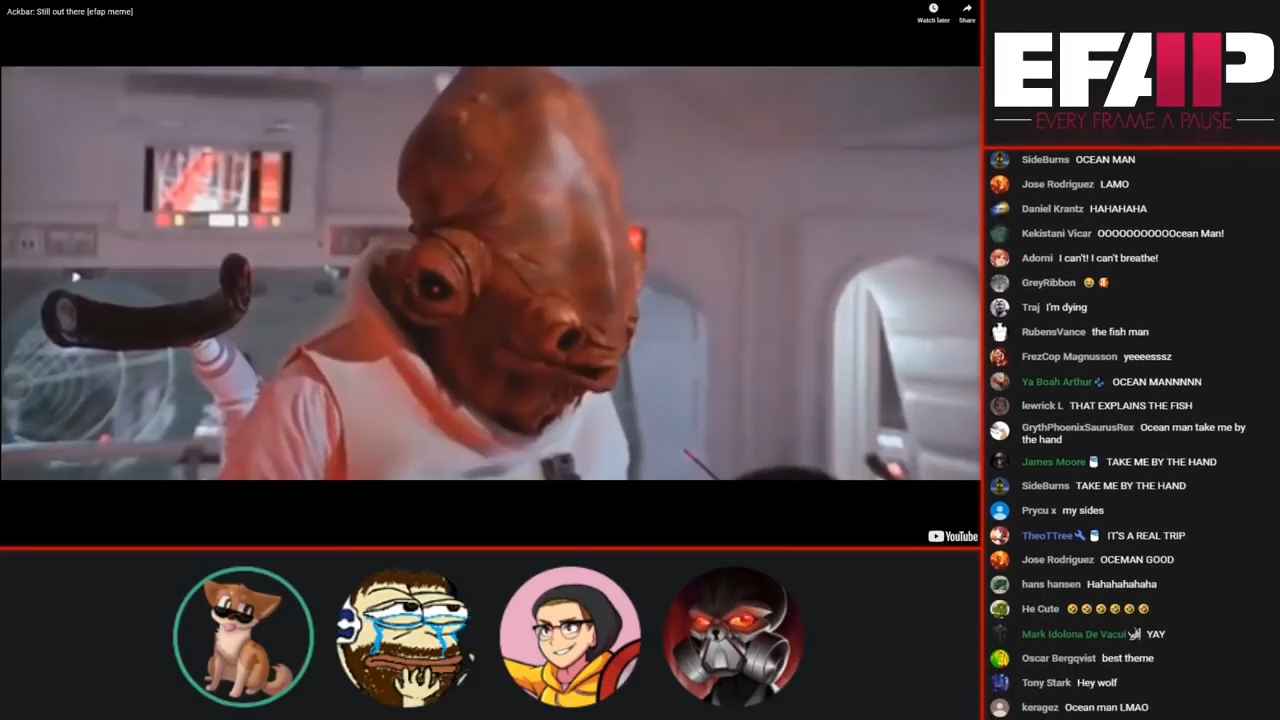 Ackbar: Still out there [efap meme]
Watch later
Share
YouTube
EFAP
EVERY FRAME A PAUSE
SideBurns OCEAN MAN
Jose Rodriguez LAMO
Daniel Krantz HAHAHAHA
Kekistani Vicar OOOOOOOOOOOcean Man!
Adorni I can't! I can't breathe!
GreyRibbon 😂 🐠
Traj I'm dying
RubensVance the fish man
FrezCop Magnusson yeeeesssz
Ya Boah Arthur OCEAN MANNNNN
lewrick L THAT EXPLAINS THE FISH
GrythPhoenixSaurusRex Ocean man take me by
the hand
James Moore TAKE ME BY THE HAND
SideBurns TAKE ME BY THE HAND
Prycu x my sides
TheoTTree IT'S A REAL TRIP
Jose Rodriguez OCEMAN GOOD
hans hansen Hahahahahaha
He Cute 🤣🤣🤣🤣🤣🤣
Mark Idolona De Vacui YAY
Oscar Bergqvist best theme
Tony Stark Hey wolf
keragez Ocean man LMAO